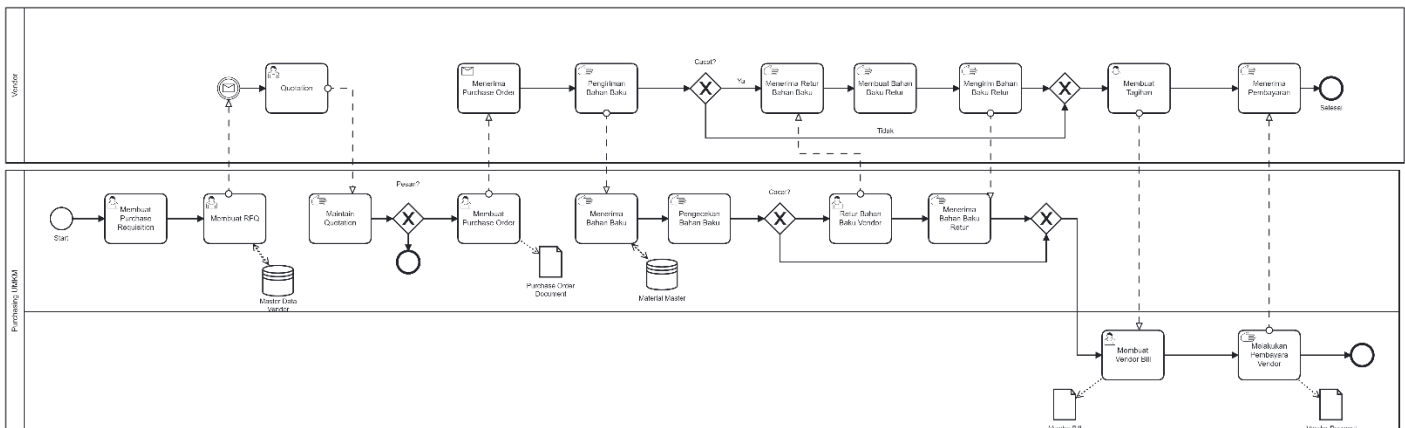 Vendor
Quotation
Menerima
Purchase Order
Pengiriman
Bahan Baku
Cacat?
Ya
Tidak
Menerima Retur
Bahan Baku
Membuat Bahan
Baku Retur
Mengirim Bahan
Baku Retur
Membuat
Tagihan
Menerima
Pembayaran
Selesai
Purchasing UMKM
Start
Membuat
Purchase
Requisition
Membuat RFQ
Master Data
Vendor
Maintain
Quotation
Pesan?
Membuat
Purchase Order
Purchase Order
Document
Menerima
Bahan Baku
Material Master
Pengecekan
Bahan Baku
Cacat?
Retur Bahan
Baku Vendor
Menerima
Bahan Baku
Retur
Membuat
Vendor Bill
Melakukan
Pembayara
Vendor